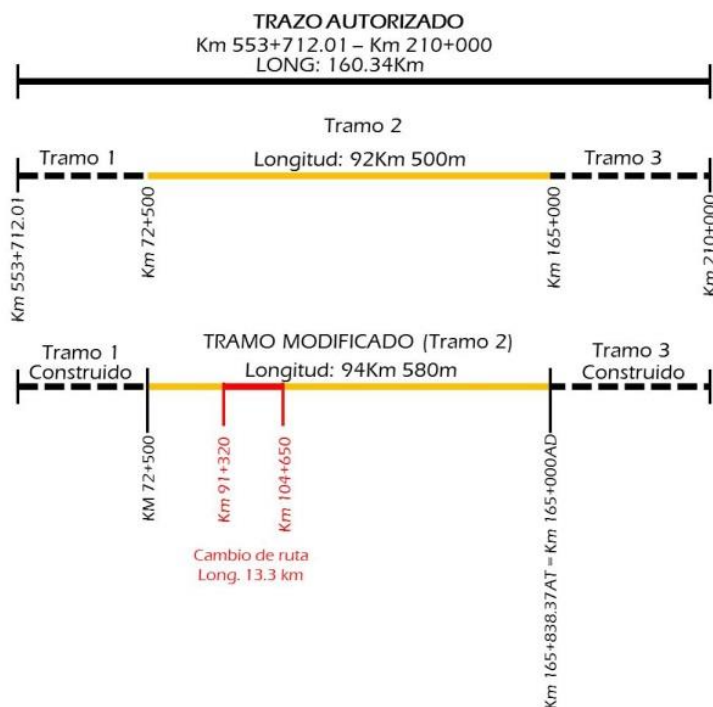 TRAZO AUTORIZADO
Km 553+712.01 – Km 210+000
LONG: 160.34Km
Tramo 2
Tramo 1
Longitud: 92Km 500m
Tramo 3
Km 553+712.01
Km 72+500
Km 165+000
Km 210+000
TRAMO MODIFICADO (Tramo 2)
Longitud: 94Km 580m
Tramo 1
Construido
Tramo 3
Construido
KM 72+500
Km 91+320
Km 104+650
Km 165+838.37AT = Km 165+000AD
Cambio de ruta
Long. 13.3 km